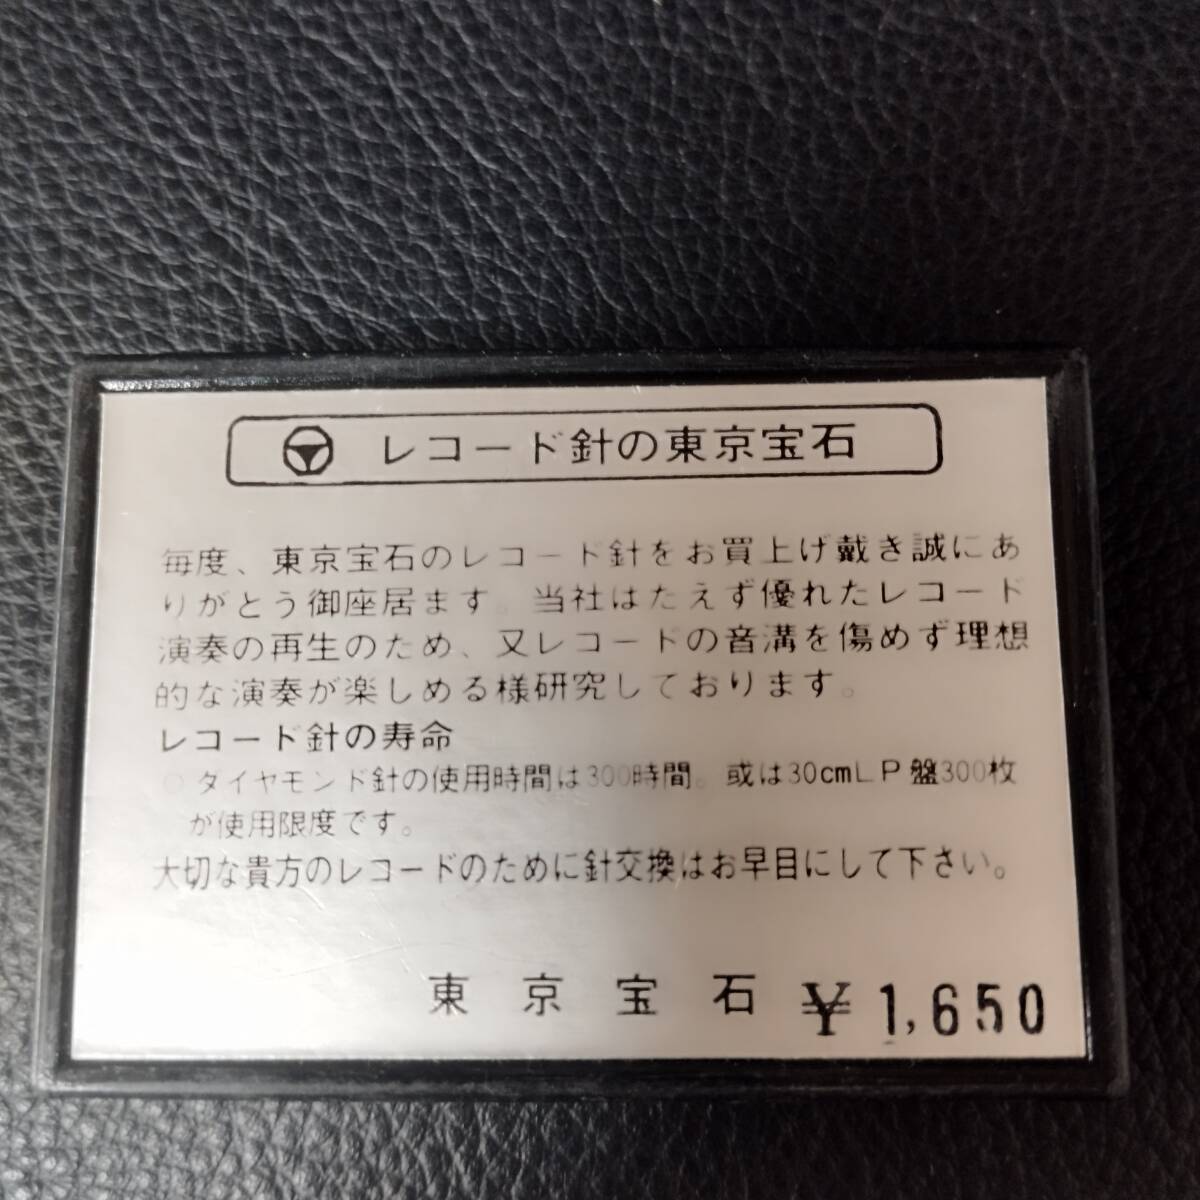 レコード針の東京宝石
毎度、東京宝石のレコード針をお買上げ戴き誠にあ
りがとう御座居ます。当社はたえず優れたレコード
演奏の再生のため、又レコードの音溝を傷めず理想
的な演奏が楽しめる様研究しております。
レコード針の寿命
○ダイヤモンド針の使用時間は300時間。或は30cmLP盤300枚
が使用限度です。
大切な貴方のレコードのために針交換はお早目にして下さい。
東京宝石 ¥1,650